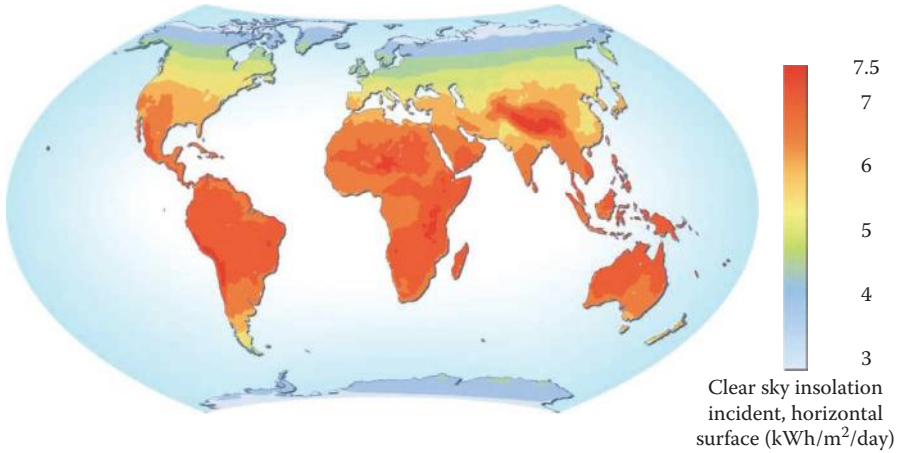 7.5
7
6
5
4
3
Clear sky insolation
incident, horizontal
surface (kWh/m²/day)